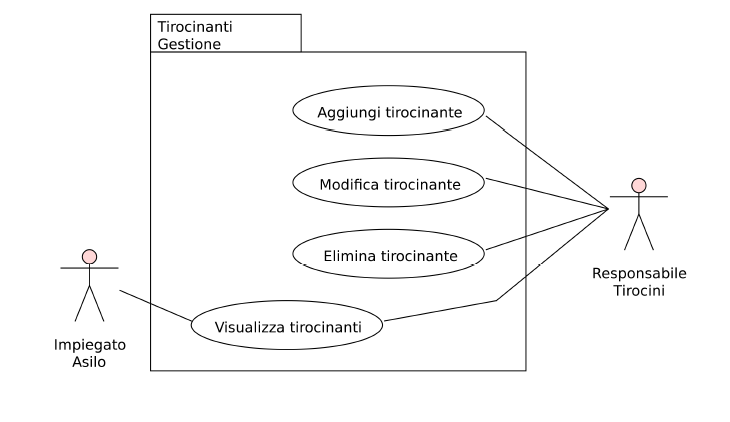 Tirocinanti
Gestione
Aggiungi tirocinante
Modifica tirocinante
Elimina tirocinante
Visualizza tirocinanti
Impiegato
Asilo
Responsabile
Tirocini